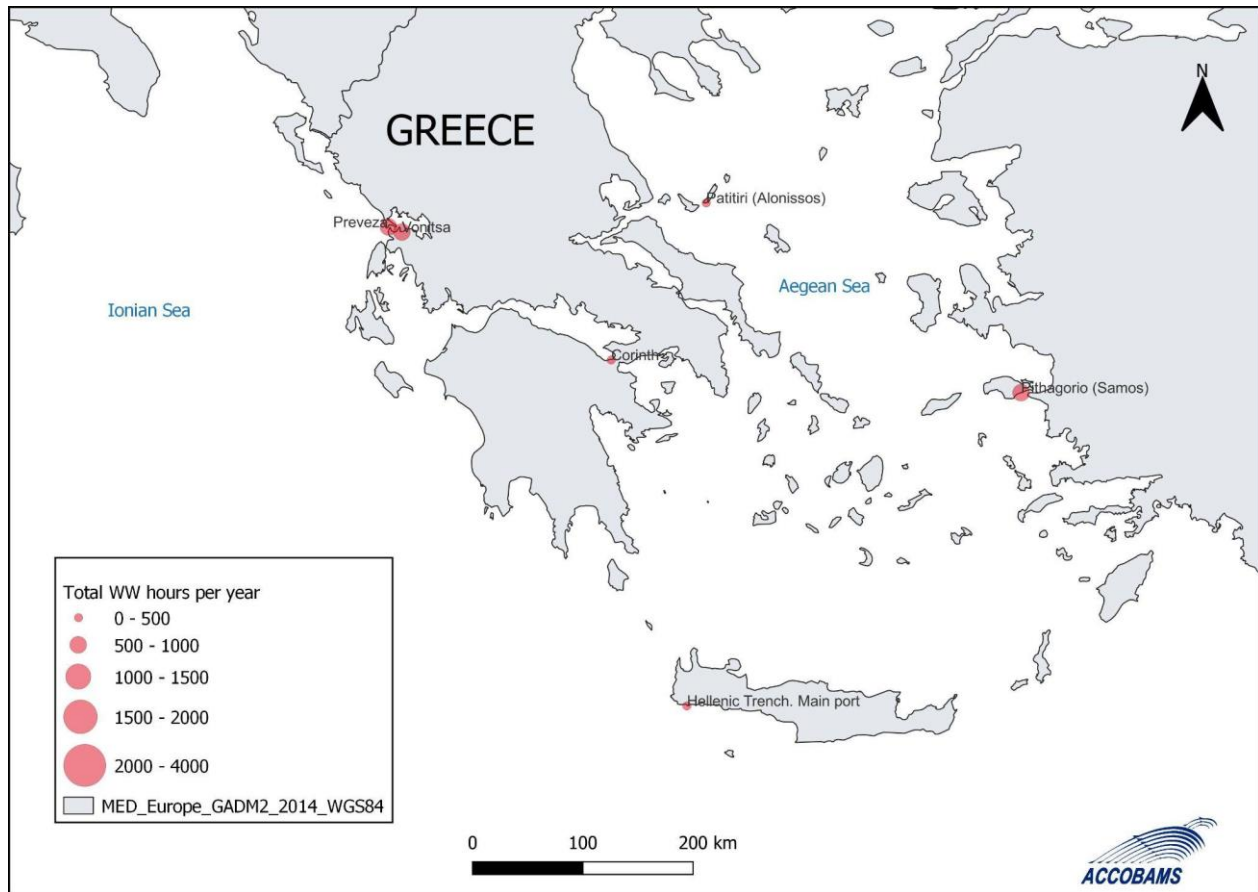 N
GREECE
Patitiri (Alonissos)
Preveza
Vonitsa
Aegean Sea
Ionian Sea
Corinth
Pithagorio (Samos)
Total WW hours per year
0 - 500
500 - 1000
1000 - 1500
1500 - 2000
2000 - 4000
MED_Europe_GADM2_2014_WGS84
Hellenic Trench. Main port
0 100 200 km
ACCOBAMS